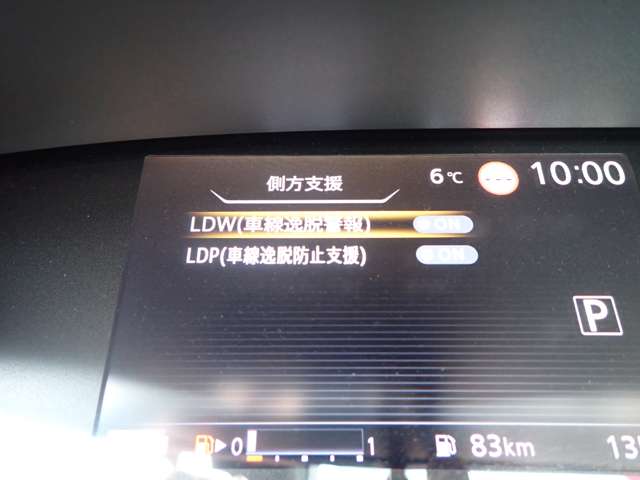 側方支援 6℃ --- 10:00
LDW(車線逸脱警報) ON
LDP(車線逸脱防止支援) ON
P
0 1 83km